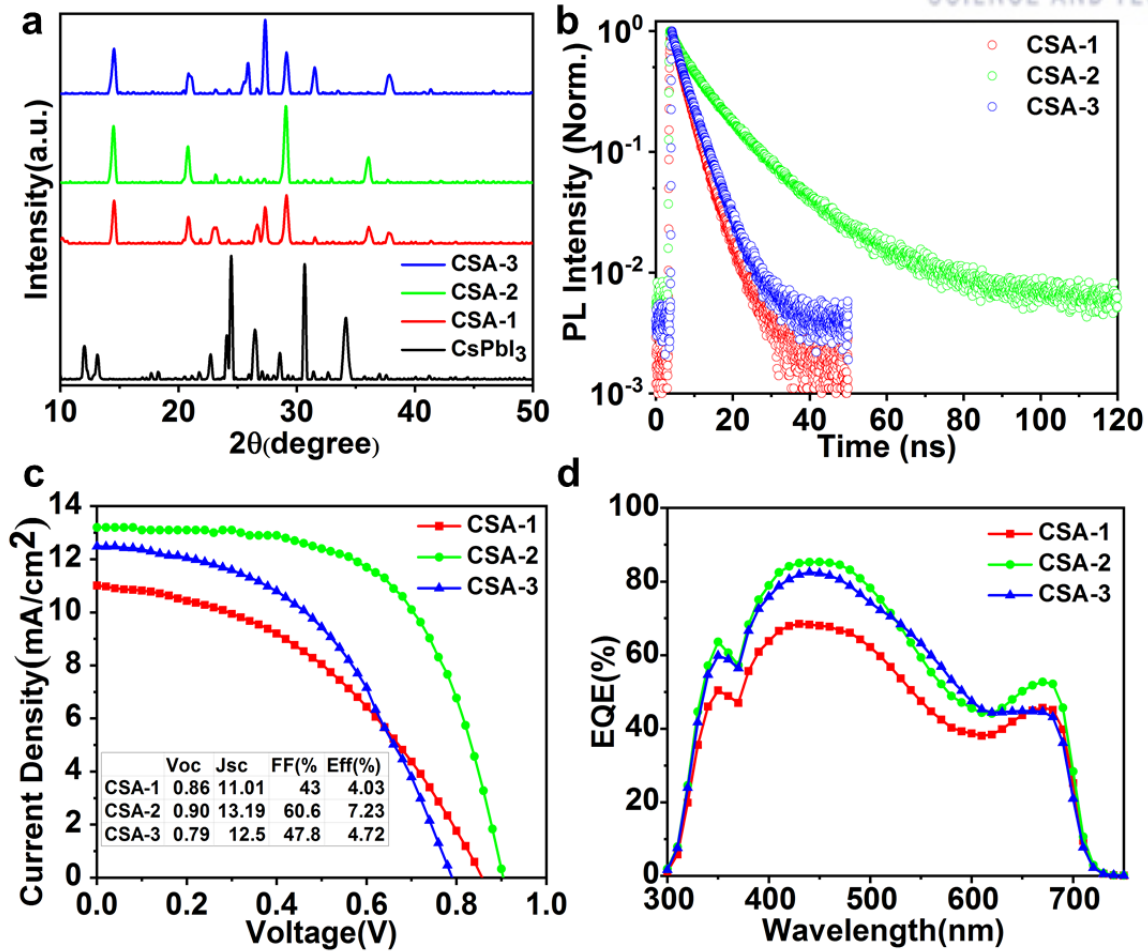 SCIENCE AND TE
a
Intensity(a.u.)
CSA-3
CSA-2
CSA-1
CsPbI₃
10 20 30 40 50
2θ(degree)
b
PL Intensity (Norm.)
10⁰
10⁻¹
10⁻²
10⁻³
CSA-1
CSA-2
CSA-3
0 20 40 60 80 100 120
Time (ns)
c
Current Density(mA/cm²)
14
12
10
8
6
4
2
0
CSA-1
CSA-2
CSA-3
Voc Jsc FF(% Eff(%)
CSA-1 0.86 11.01 43 4.03
CSA-2 0.90 13.19 60.6 7.23
CSA-3 0.79 12.5 47.8 4.72
0.0 0.2 0.4 0.6 0.8 1.0
Voltage(V)
d
EQE(%)
100
80
60
40
20
0
CSA-1
CSA-2
CSA-3
300 400 500 600 700
Wavelength(nm)